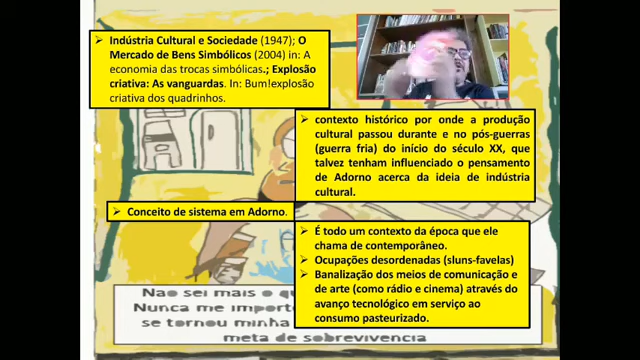 Indústria Cultural e Sociedade (1947); O
Mercado de Bens Simbólicos (2004) in: A
economia das trocas simbólicas.; Explosão
criativa: As vanguardas. In: Bum!explosão
criativa dos quadrinhos.
contexto histórico por onde a produção
cultural passou durante e no pós-guerras
(guerra fria) do início do século XX, que
talvez tenham influenciado o pensamento
de Adorno acerca da ideia de indústria
cultural.
Conceito de sistema em Adorno.
É todo um contexto da época que ele
chama de contemporâneo.
Ocupações desordenadas (sluns-favelas)
Banalização dos meios de comunicação e
de arte (como rádio e cinema) através do
avanço tecnológico em serviço ao
consumo pasteurizado.
Não sei mais o
Nunca me
se tornou minha
meta de sobrevivencia